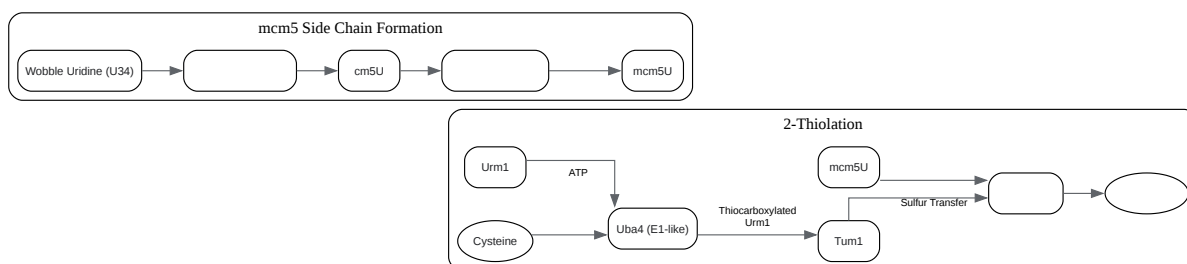 mcm5 Side Chain Formation
Wobble Uridine (U34)
cm5U
mcm5U
2-Thiolation
Urm1
ATP
mcm5U
Cysteine
Uba4 (E1-like)
Thiocarboxylated
Urm1
Tum1
Sulfur Transfer